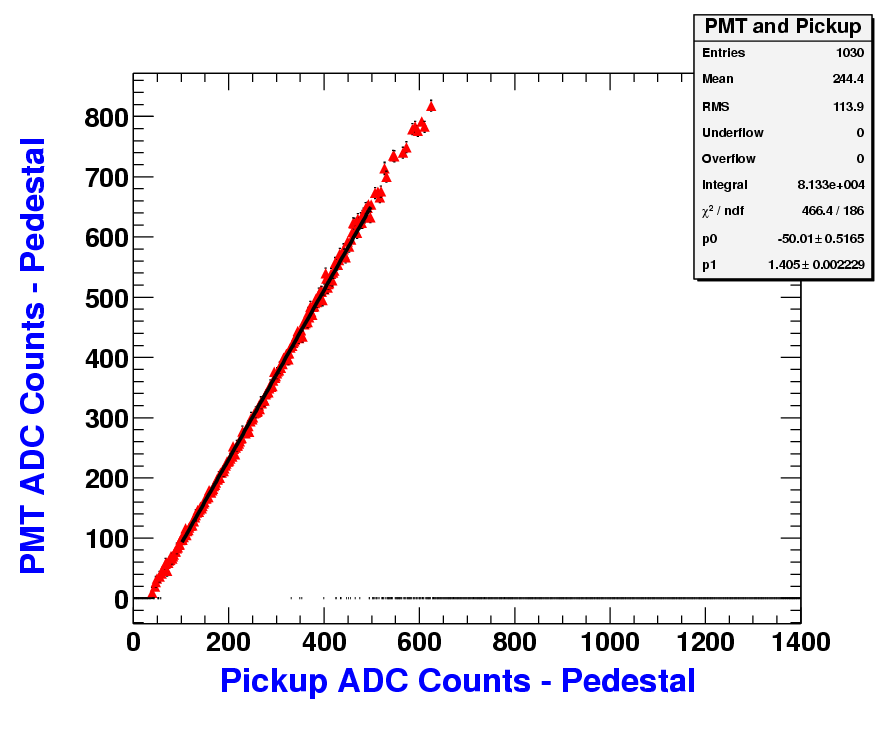 PMT and Pickup
Entries 1030
Mean 244.4
RMS 113.9
Underflow 0
Overflow 0
Integral 8.133e+004
χ² / ndf 466.4 / 186
p0 -50.01± 0.5165
p1 1.405± 0.002229
PMT ADC Counts - Pedestal
800
700
600
500
400
300
200
100
0
0 200 400 600 800 1000 1200 1400
Pickup ADC Counts - Pedestal